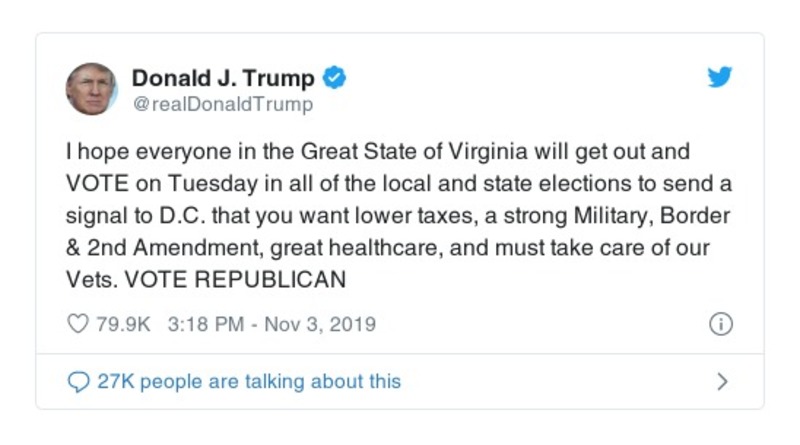 Donald J. Trump
@realDonaldTrump
I hope everyone in the Great State of Virginia will get out and
VOTE on Tuesday in all of the local and state elections to send a
signal to D.C. that you want lower taxes, a strong Military, Border
& 2nd Amendment, great healthcare, and must take care of our
Vets. VOTE REPUBLICAN
79.9K 3:18 PM - Nov 3, 2019
27K people are talking about this